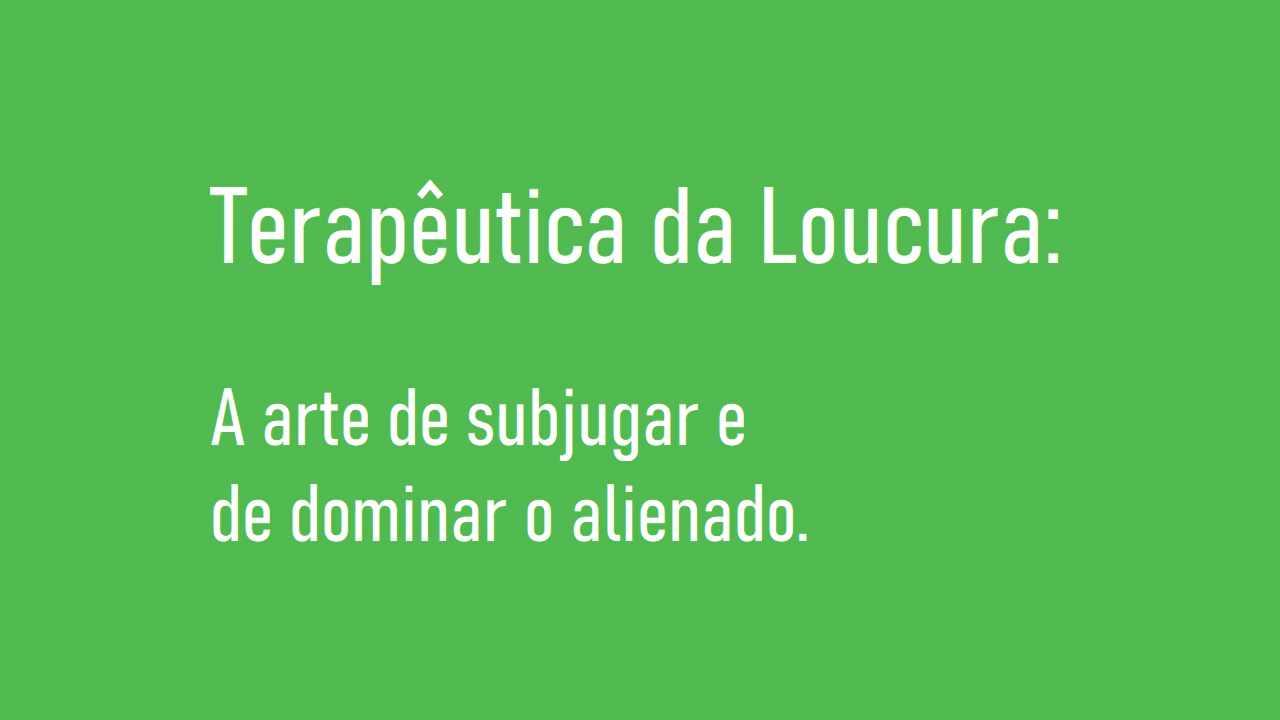 Terapêutica da Loucura:
A arte de subjugar e
de dominar o alienado.